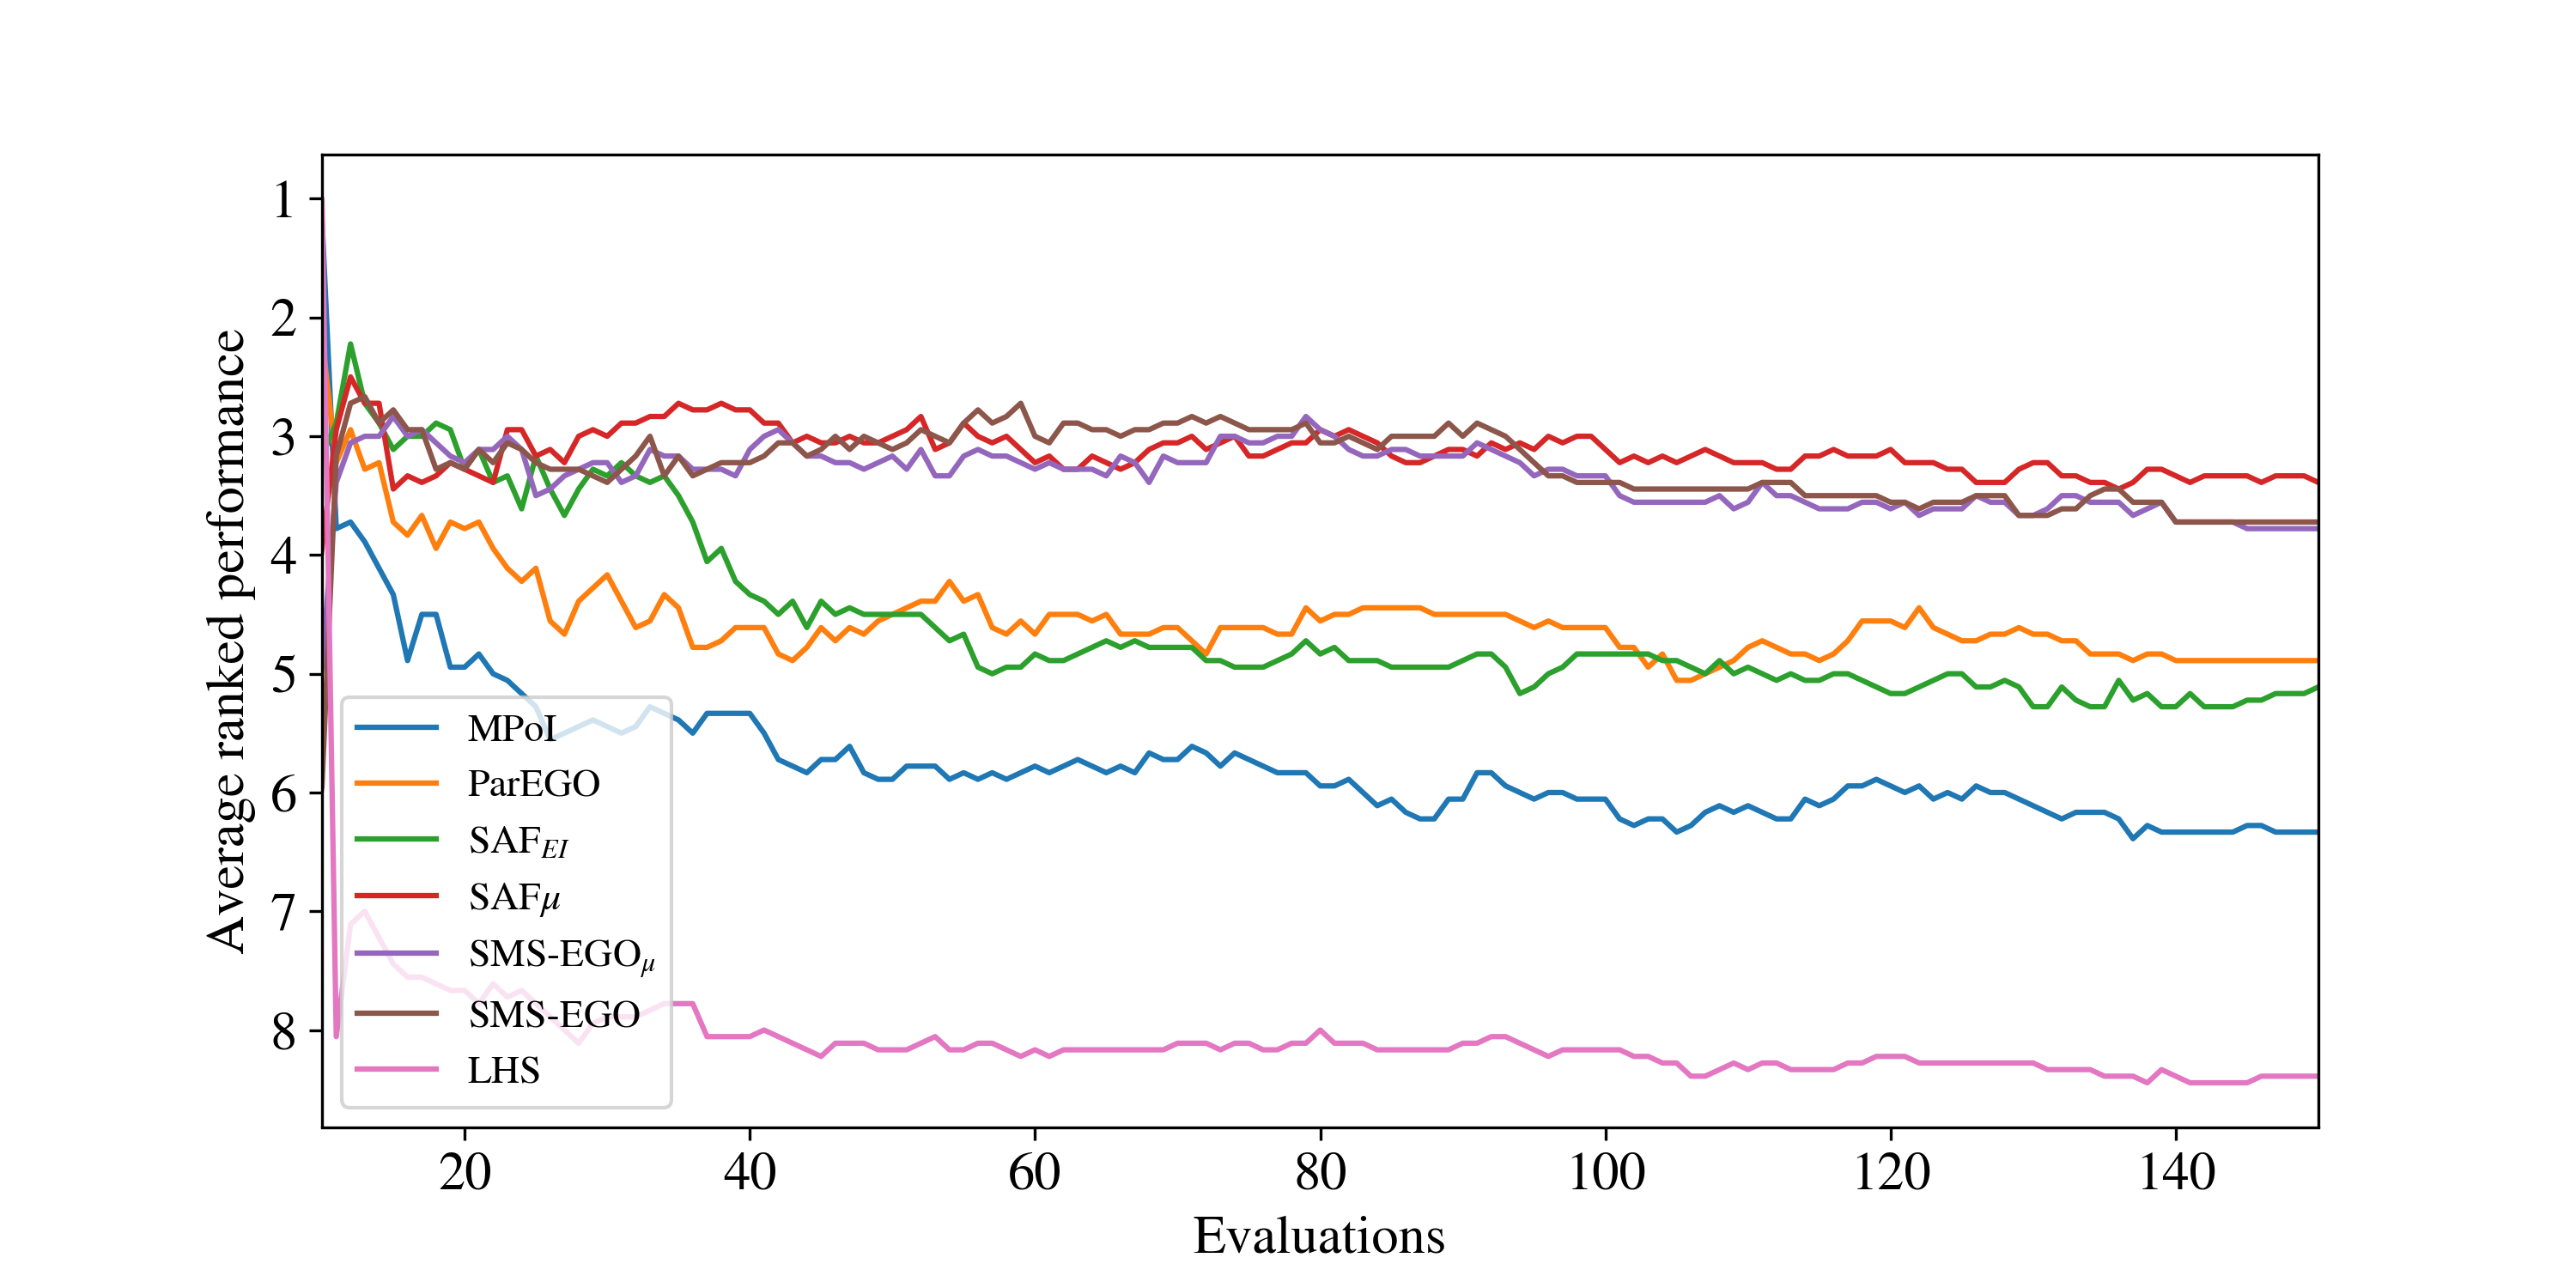 Average ranked performance
1
2
3
4
5
6
7
8
MPoI
ParEGO
SAF_EI
SAFμ
SMS-EGO_μ
SMS-EGO
LHS
20 40 60 80 100 120 140
Evaluations